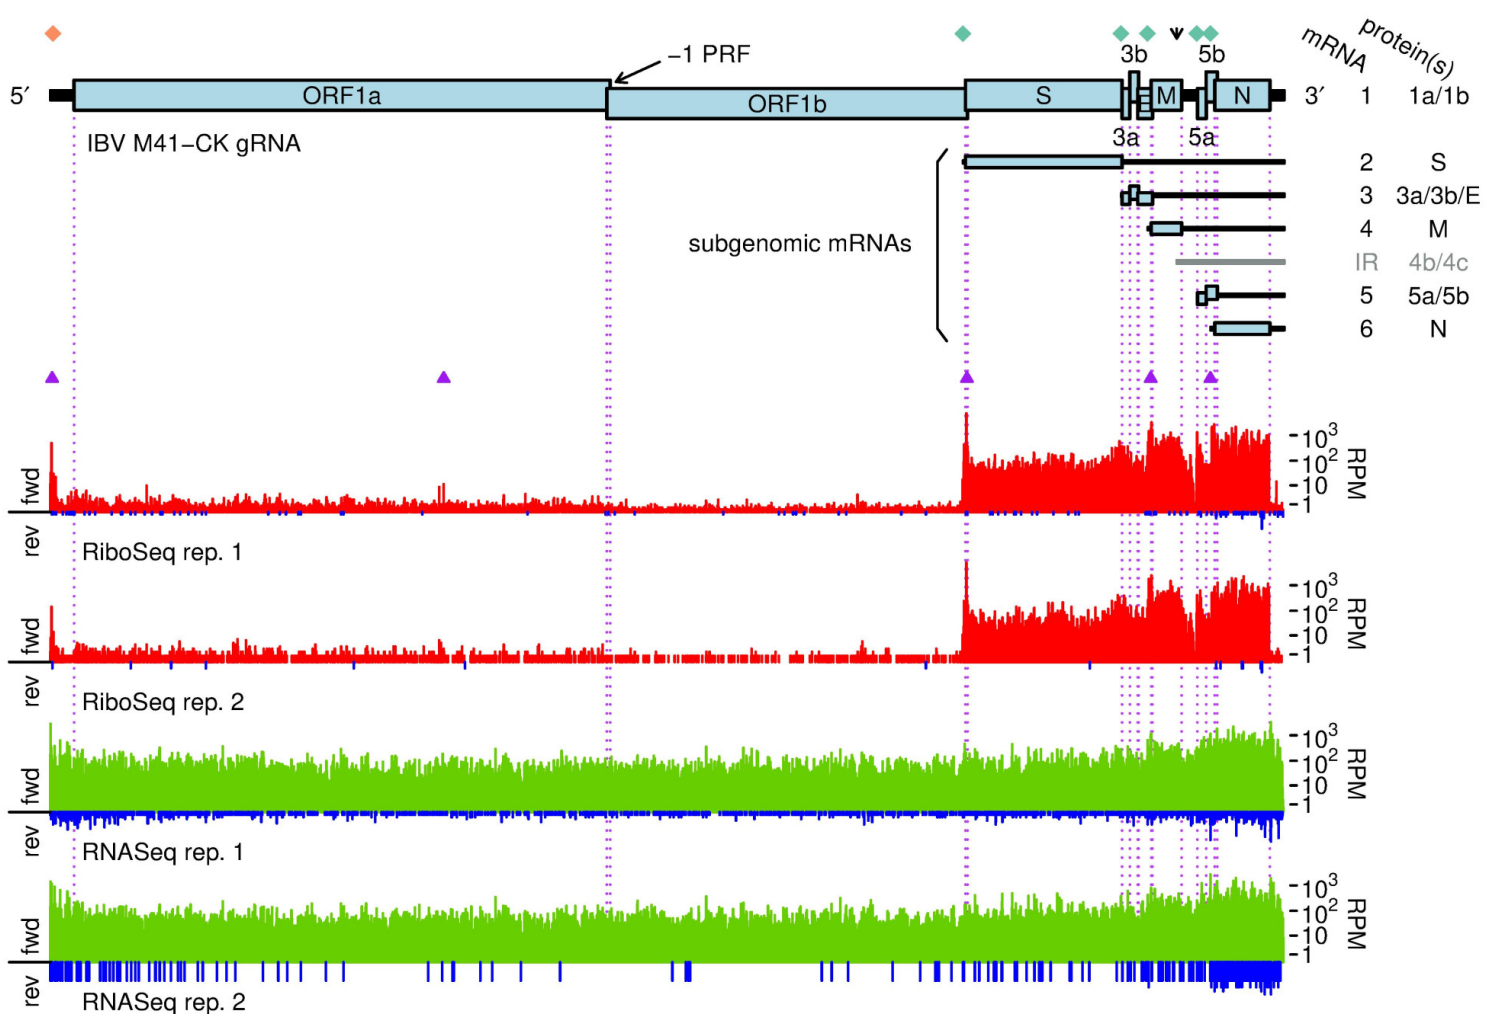 mRNA protein(s)
−1 PRF 3b 5b
5′ ORF1a ORF1b S E M N 3′ 1 1a/1b
IBV M41−CK gRNA 3a 5a
2 S
3 3a/3b/E
subgenomic mRNAs 4 M
IR 4b/4c
5 5a/5b
6 N
fwd 10³ 10² 10 1 RPM
rev RiboSeq rep. 1
fwd 10³ 10² 10 1 RPM
rev RiboSeq rep. 2
fwd 10³ 10² 10 1 RPM
rev RNASeq rep. 1
fwd 10³ 10² 10 1 RPM
rev RNASeq rep. 2